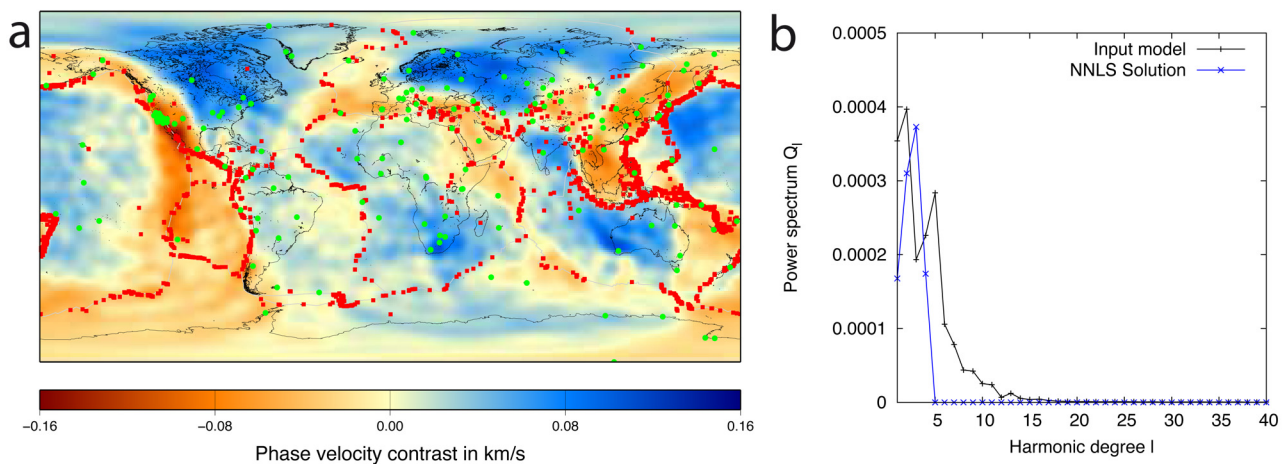 a
-0.16 -0.08 0.00 0.08 0.16
Phase velocity contrast in km/s
b
0.0005
0.0004
0.0003
0.0002
0.0001
0
Power spectrum Ql
Input model
NNLS Solution
5 10 15 20 25 30 35 40
Harmonic degree l